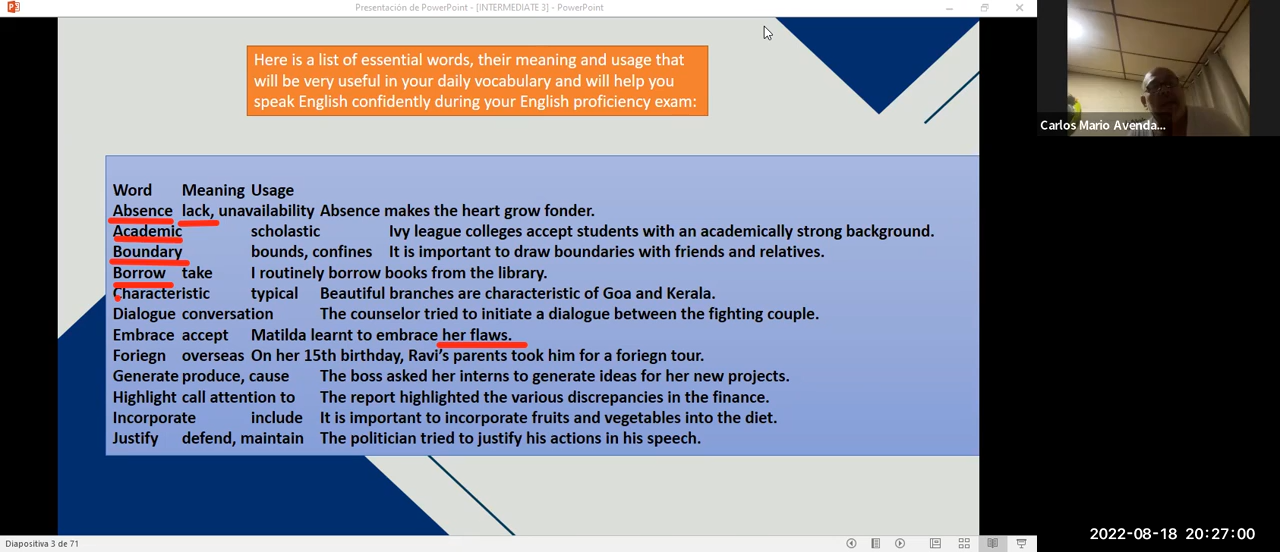 Presentación de PowerPoint - [INTERMEDIATE 3] - PowerPoint
Here is a list of essential words, their meaning and usage that
will be very useful in your daily vocabulary and will help you
speak English confidently during your English proficiency exam:
Carlos Mario Avenda...
Word Meaning Usage
Absence lack, unavailability Absence makes the heart grow fonder.
Academic scholastic Ivy league colleges accept students with an academically strong background.
Boundary bounds, confines It is important to draw boundaries with friends and relatives.
Borrow take I routinely borrow books from the library.
Characteristic typical Beautiful branches are characteristic of Goa and Kerala.
Dialogue conversation The counselor tried to initiate a dialogue between the fighting couple.
Embrace accept Matilda learnt to embrace her flaws.
Foriegn overseas On her 15th birthday, Ravi's parents took him for a foriegn tour.
Generate produce, cause The boss asked her interns to generate ideas for her new projects.
Highlight call attention to The report highlighted the various discrepancies in the finance.
Incorporate include It is important to incorporate fruits and vegetables into the diet.
Justify defend, maintain The politician tried to justify his actions in his speech.
Diapositiva 3 de 71
2022-08-18 20:27:00